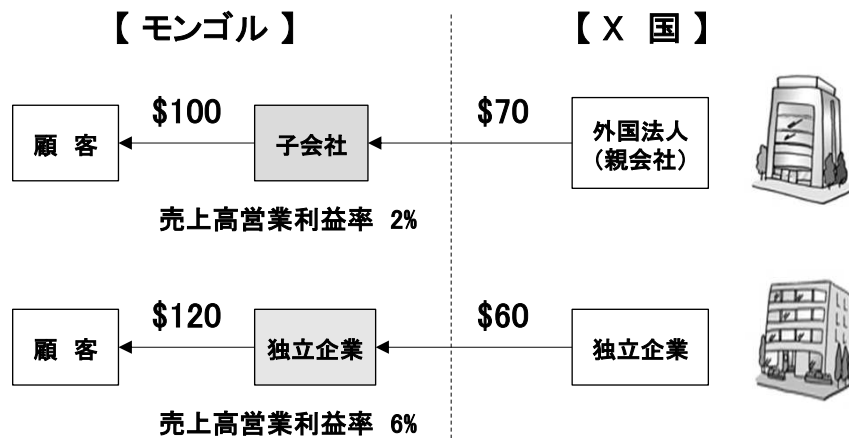 【 モンゴル 】
【 X 国 】
$100
$70
顧 客
子会社
外国法人
（親会社）
売上高営業利益率 2%
$120
$60
顧 客
独立企業
独立企業
売上高営業利益率 6%